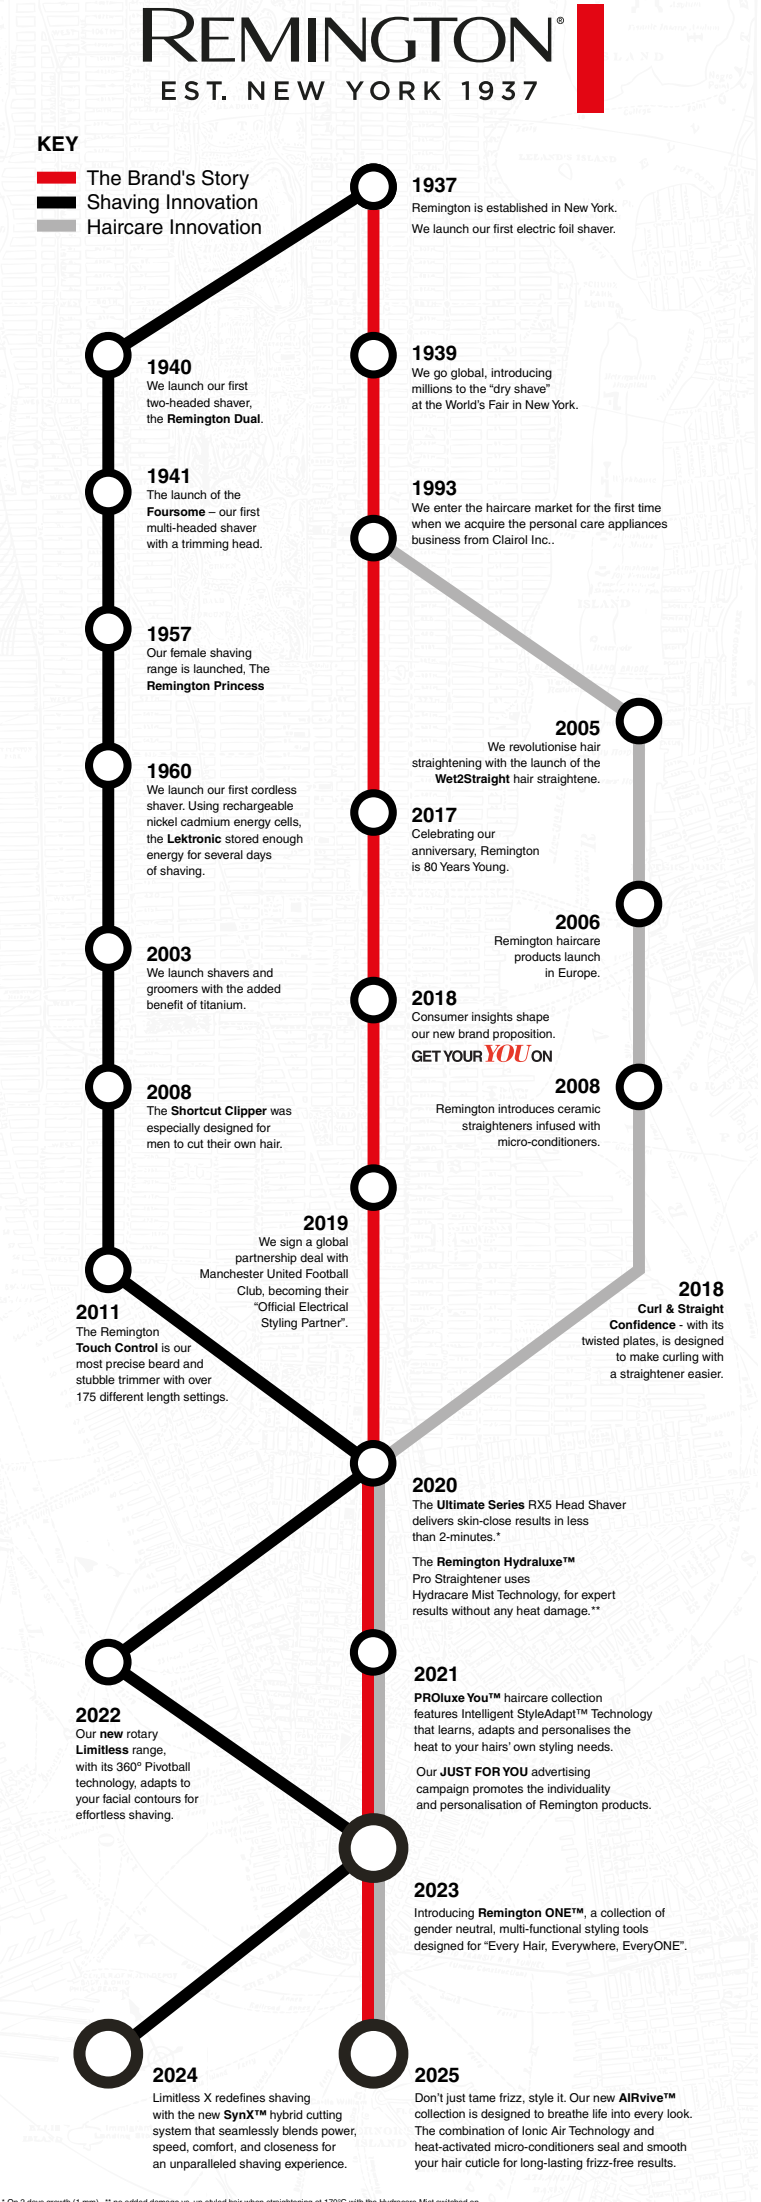 REMINGTON®
EST. NEW YORK 1937
KEY
The Brand's Story
Shaving Innovation
Haircare Innovation
1937
Remington is established in New York.
We launch our first electric foil shaver.
1940
We launch our first
two-headed shaver,
the Remington Dual.
1939
We go global, introducing
millions to the “dry shave”
at the World’s Fair in New York.
1941
The launch of the
Foursome – our first
multi-headed shaver
with a trimming head.
1993
We enter the haircare market for the first time
when we acquire the personal care appliances
business from Clairol Inc..
1957
Our female shaving
range is launched, The
Remington Princess
2005
We revolutionise hair
straightening with the launch of the
Wet2Straight hair straightene.
1960
We launch our first cordless
shaver. Using rechargeable
nickel cadmium energy cells,
the Lektronic stored enough
energy for several days
of shaving.
2017
Celebrating our
anniversary, Remington
is 80 Years Young.
2006
Remington haircare
products launch
in Europe.
2003
We launch shavers and
groomers with the added
benefit of titanium.
2018
Consumer insights shape
our new brand proposition.
GET YOUR YOU ON
2008
The Shortcut Clipper was
especially designed for
men to cut their own hair.
2008
Remington introduces ceramic
straighteners infused with
micro-conditioners.
2019
We sign a global
partnership deal with
Manchester United Football
Club, becoming their
“Official Electrical
Styling Partner”.
2011
The Remington
Touch Control is our
most precise beard and
stubble trimmer with over
175 different length settings.
2018
Curl & Straight
Confidence - with its
twisted plates, is designed
to make curling with
a straightener easier.
2020
The Ultimate Series RX5 Head Shaver
delivers skin-close results in less
than 2-minutes.*
The Remington Hydraluxe™
Pro Straightener uses
Hydracare Mist Technology, for expert
results without any heat damage.**
2021
PROluxe You™ haircare collection
features Intelligent StyleAdapt™ Technology
that learns, adapts and personalises the
heat to your hairs’ own styling needs.
Our JUST FOR YOU advertising
campaign promotes the individuality
and personalisation of Remington products.
2022
Our new rotary
Limitless range,
with its 360º Pivotball
technology, adapts to
your facial contours for
effortless shaving.
2023
Introducing Remington ONE™, a collection of
gender neutral, multi-functional styling tools
designed for “Every Hair, Everywhere, EveryONE”.
2024
Limitless X redefines shaving
with the new SynX™ hybrid cutting
system that seamlessly blends power,
speed, comfort, and closeness for
an unparalleled shaving experience.
2025
Don’t just tame frizz, style it. Our new AIRvive™
collection is designed to breathe life into every look.
The combination of Ionic Air Technology and
heat-activated micro-conditioners seal and smooth
your hair cuticle for long-lasting frizz-free results.